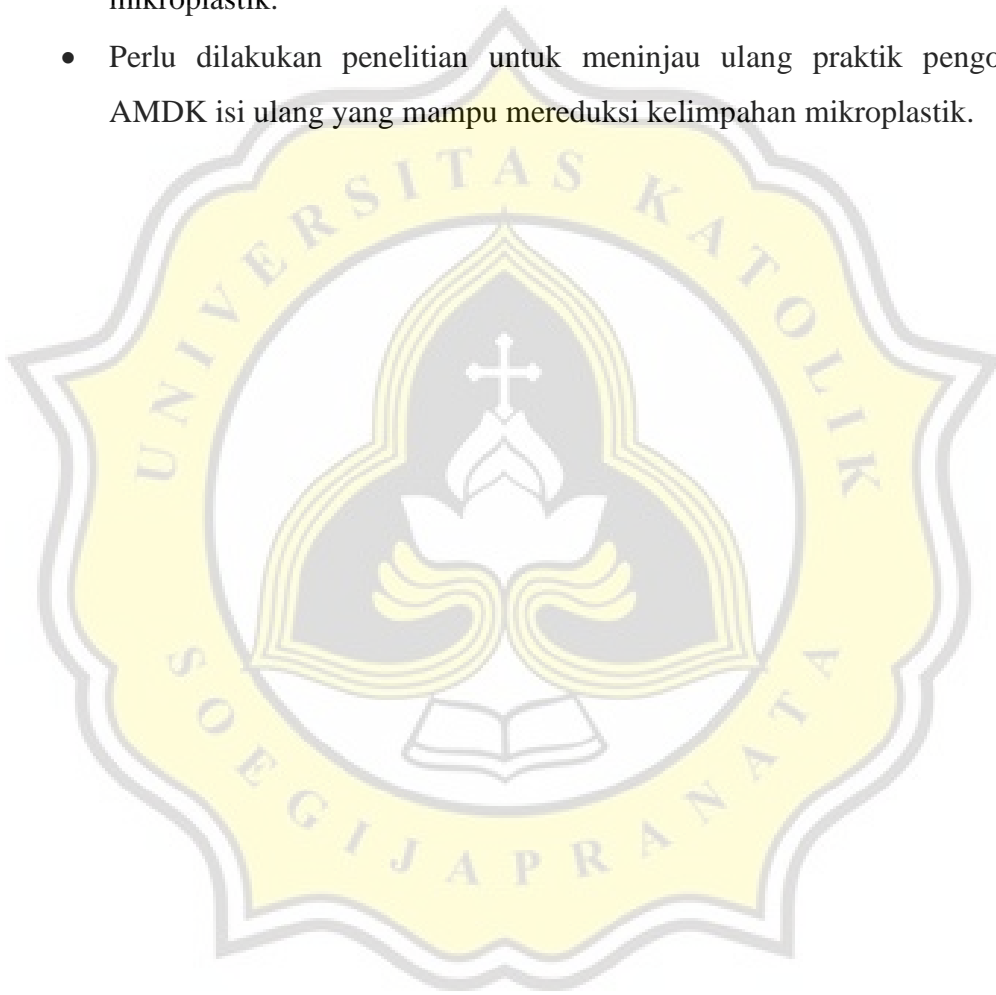 mikroplastik.
• Perlu dilakukan penelitian untuk meninjau ulang praktik
AMDK isi ulang yang mampu mereduksi kelimpahan mikroplastik.
UNIVERSITAS KATOLIK
SOEGIJAPRANATA